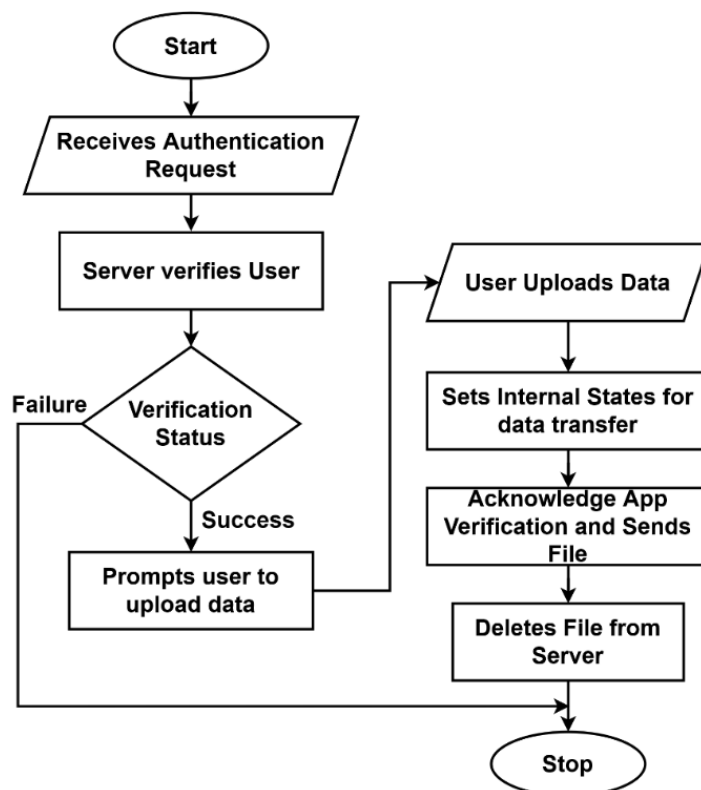 Start
Receives Authentication
Request
Server verifies User
Failure
Verification
Status
Success
Prompts user to
upload data
User Uploads Data
Sets Internal States for
data transfer
Acknowledge App
Verification and Sends
File
Deletes File from
Server
Stop